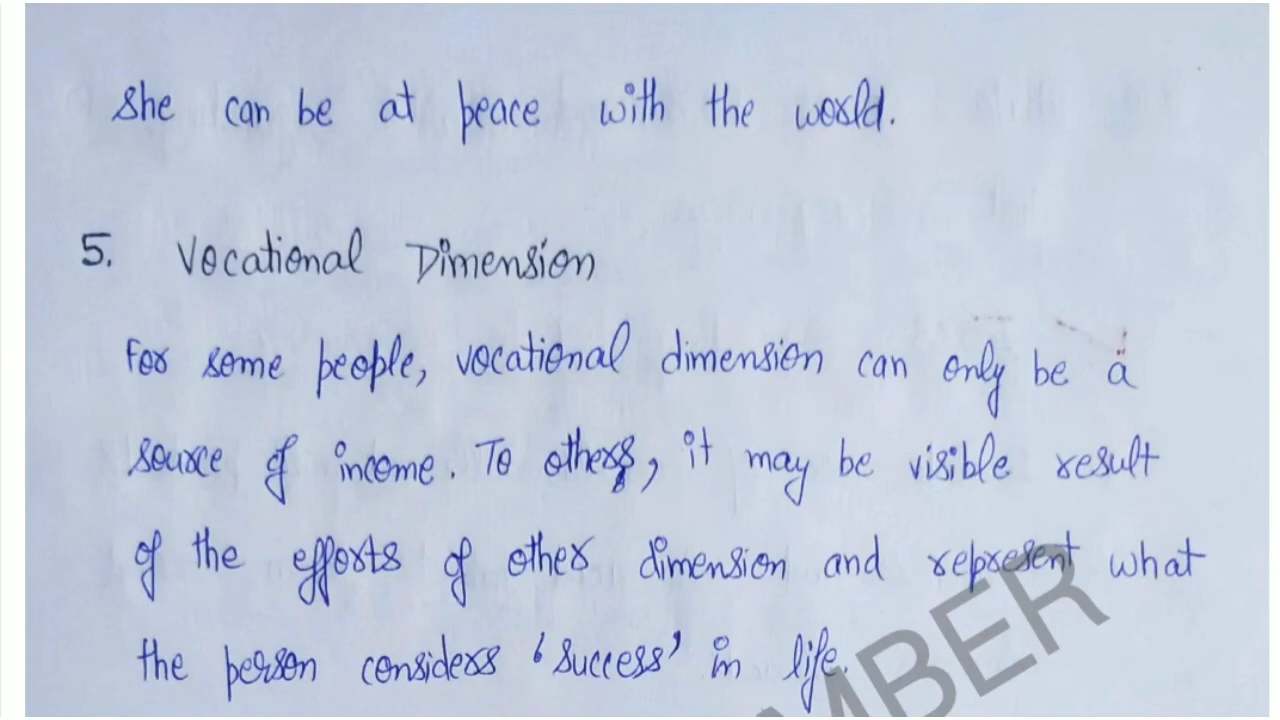 She can be at peace with the world.
5. Vocational Dimension
For some people, vocational dimension can only be a
source of income. To others, it may be visible result
of the efforts of other dimension and represent what
the person considers 'success' in life.
MBER